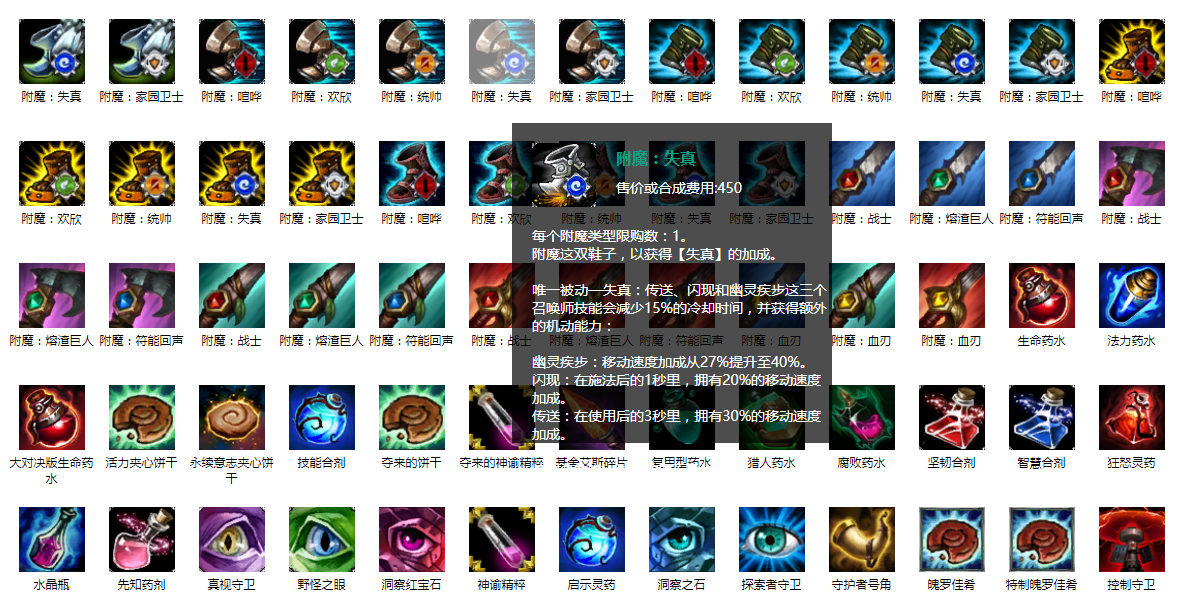 附魔：失真 附魔：家园卫士 附魔：喧哗 附魔：欢欣 附魔：统帅 附魔：失真 附魔：家园卫士 附魔：喧哗 附魔：欢欣 附魔：统帅 附魔：失真 附魔：家园卫士 附魔：喧哗
附魔：欢欣 附魔：统帅 附魔：失真 附魔：家园卫士 附魔：喧哗 附魔：欢欣 附魔：统帅 附魔：失真 附魔：家园卫士 附魔：战士 附魔：熔渣巨人 附魔：符能回声 附魔：战士
附魔：熔渣巨人 附魔：符能回声 附魔：战士 附魔：熔渣巨人 附魔：符能回声 附魔：战士 附魔：熔渣巨人 附魔：符能回声 附魔：血刃 附魔：血刃 附魔：血刃 生命药水 法力药水
附魔：失真
售价或合成费用:450
每个附魔类型限购数：1。
附魔这双鞋子，以获得【失真】的加成。
唯一被动—失真：传送、闪现和幽灵疾步这三个
召唤师技能会减少15%的冷却时间，并获得额外
的机动能力：
幽灵疾步：移动速度加成从27%提升至40%。
闪现：在施法后的1秒里，拥有20%的移动速度
加成。
传送：在使用后的3秒里，拥有30%的移动速度
加成。
大对决版生命药 活力夹心饼干 永续意志夹心饼 技能合剂 夺来的饼干 夺来的神谕精粹 基金艾斯碎片 复用型药水 猎人药水 腐败药水 坚韧合剂 智慧合剂 狂怒灵药
水 干
水晶瓶 先知药剂 真视守卫 野怪之眼 洞察红宝石 神谕精粹 启示灵药 洞察之石 探索者守卫 守护者号角 魄罗佳肴 特制魄罗佳肴 控制守卫